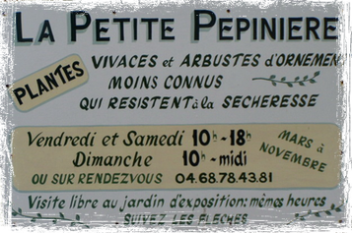 LA PETITE PÉPINIERE
PLANTES
VIVACES et ARBUSTES d'ORNEMEN
MOINS CONNUS
QUI RESISTENT à la SECHERESSE
Vendredi et Samedi 10h-18h
Dimanche 10h-midi
OU SUR RENDEZVOUS 04.68.78.43.81
MARS à
NOVEMBRE
Visite libre au jardin d'exposition: mêmes heures
SUIVEZ LES FLECHES